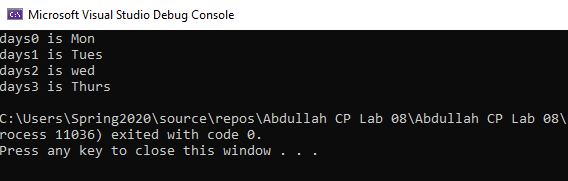 Microsoft Visual Studio Debug Console
days0 is Mon
days1 is Tues
days2 is wed
days3 is Thurs
C:\Users\Spring2020\source\repos\Abdullah CP Lab 08\Abdullah CP Lab 08\
rocess 11036) exited with code 0.
Press any key to close this window . . .